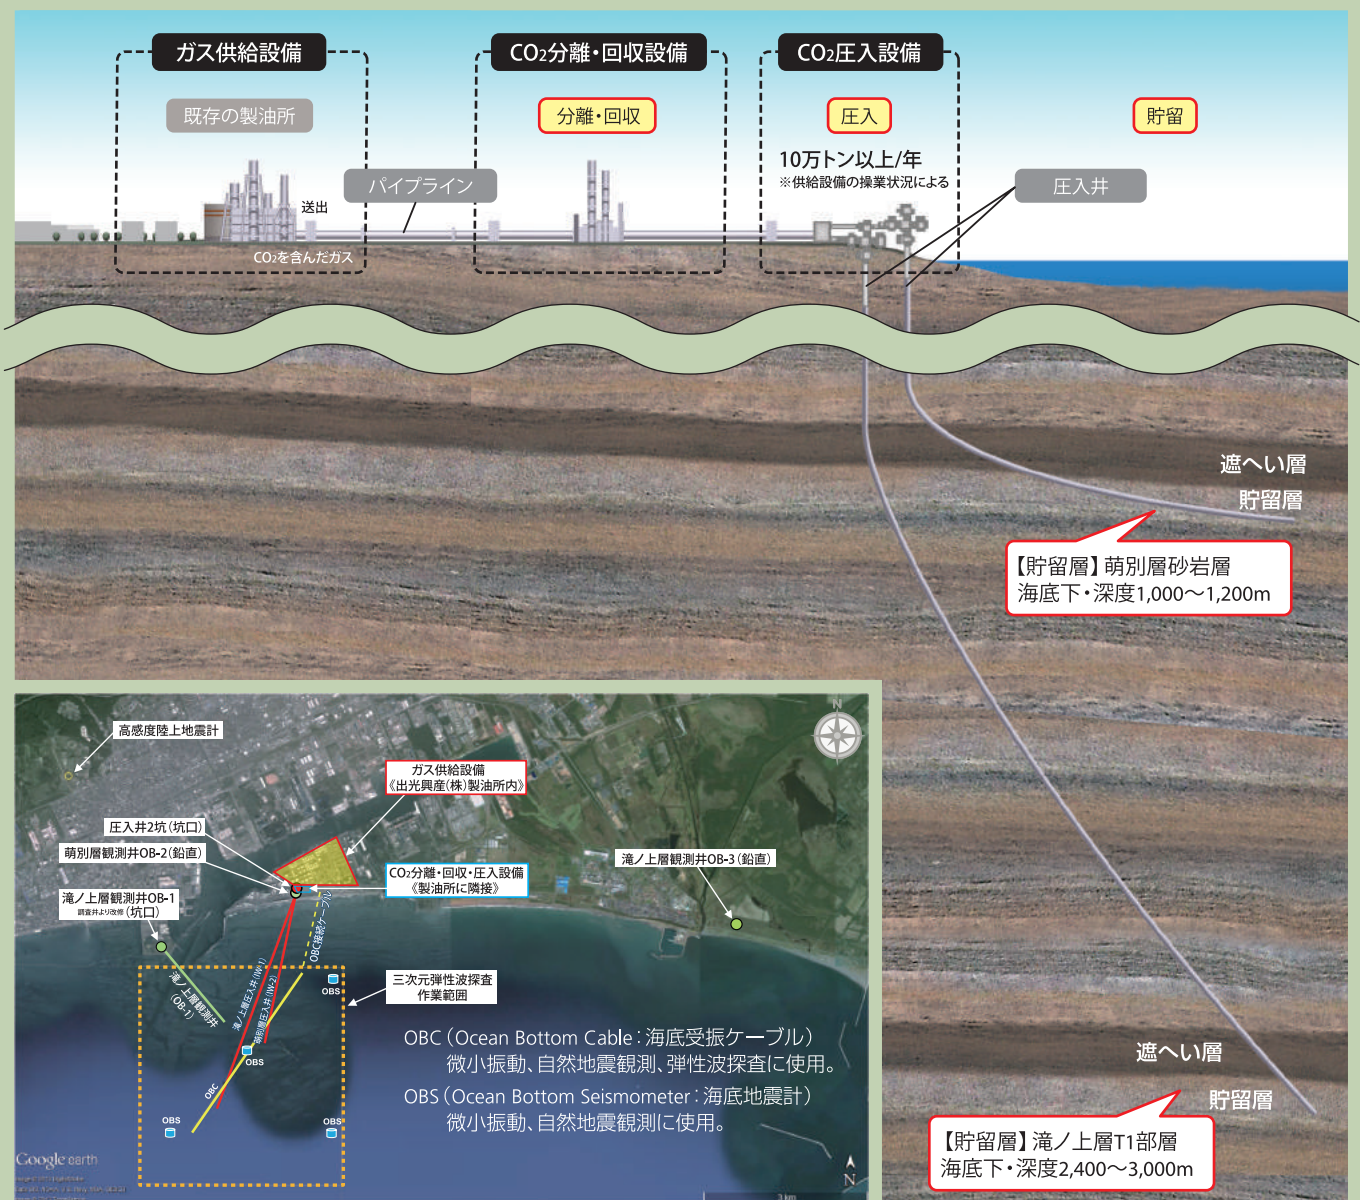 ガス供給設備
CO₂分離・回収設備
CO₂圧入設備
既存の製油所
分離・回収
圧入
貯留
10万トン以上/年
※供給設備の操業状況による
パイプライン
圧入井
送出
CO₂を含んだガス
遮へい層
貯留層
【貯留層】萌別層砂岩層
海底下・深度1,000〜1,200m
遮へい層
貯留層
【貯留層】滝ノ上層T1部層
海底下・深度2,400〜3,000m
高感度陸上地震計
N
ガス供給設備
《出光興産(株)製油所内》
圧入井2坑(坑口)
萌別層観測井OB-2(鉛直)
CO₂分離・回収・圧入設備
《製油所に隣接》
滝ノ上層観測井OB-3(鉛直)
滝ノ上層観測井OB-1
調査井より改修(坑口)
OBC接続ケーブル
滝ノ上層観測井
(OB-1)
滝ノ上層圧入井(IW-1)
萌別層圧入井(IW-2)
OBS
三次元弾性波探査
作業範囲
OBS
OBC
OBS
OBS
OBC(Ocean Bottom Cable:海底受振ケーブル)
微小振動、自然地震観測、弾性波探査に使用。
OBS(Ocean Bottom Seismometer:海底地震計)
微小振動、自然地震観測に使用。
Google earth
N
3 km